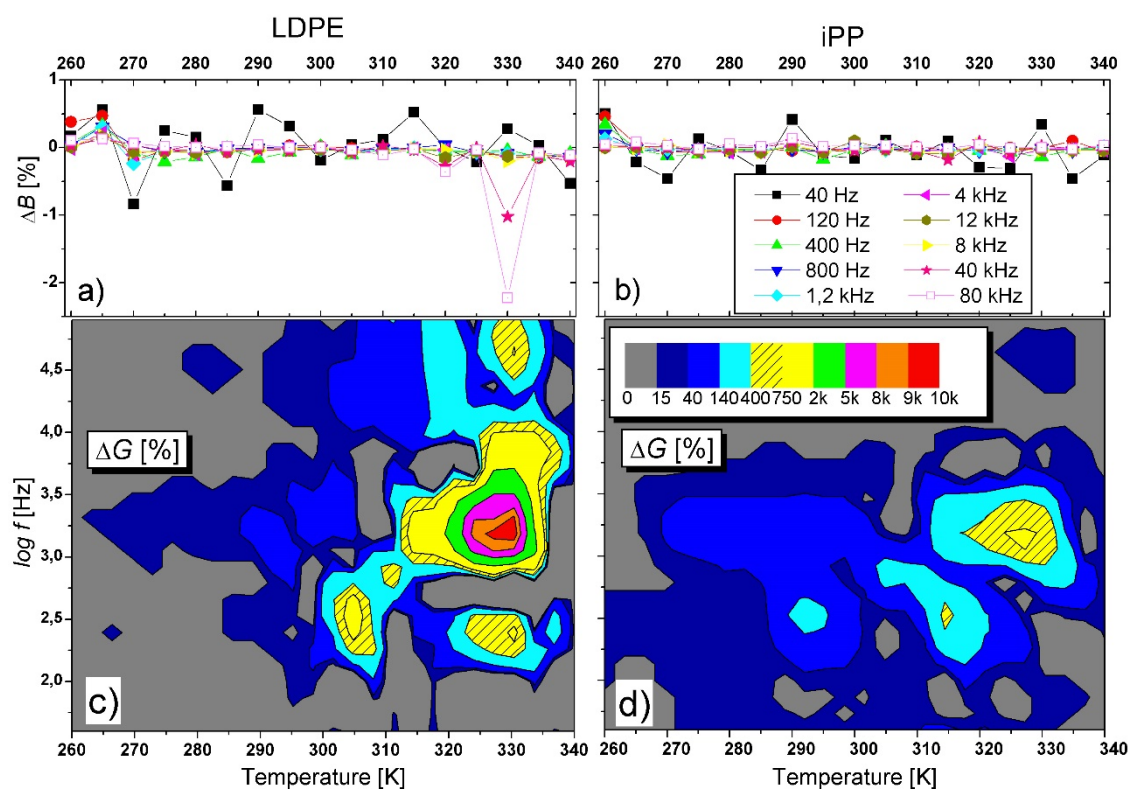 LDPE
iPP
260 270 280 290 300 310 320 330 340
260 270 280 290 300 310 320 330 340
1
0
-1
-2
ΔB [%]
a)
b)
40 Hz
120 Hz
400 Hz
800 Hz
1,2 kHz
4 kHz
12 kHz
8 kHz
40 kHz
80 kHz
4,5
4,0
3,5
3,0
2,5
2,0
log f [Hz]
ΔG [%]
c)
0 15 40 140 400 750 2k 5k 8k 9k 10k
ΔG [%]
d)
260 270 280 290 300 310 320 330 340
260 270 280 290 300 310 320 330 340
Temperature [K]
Temperature [K]